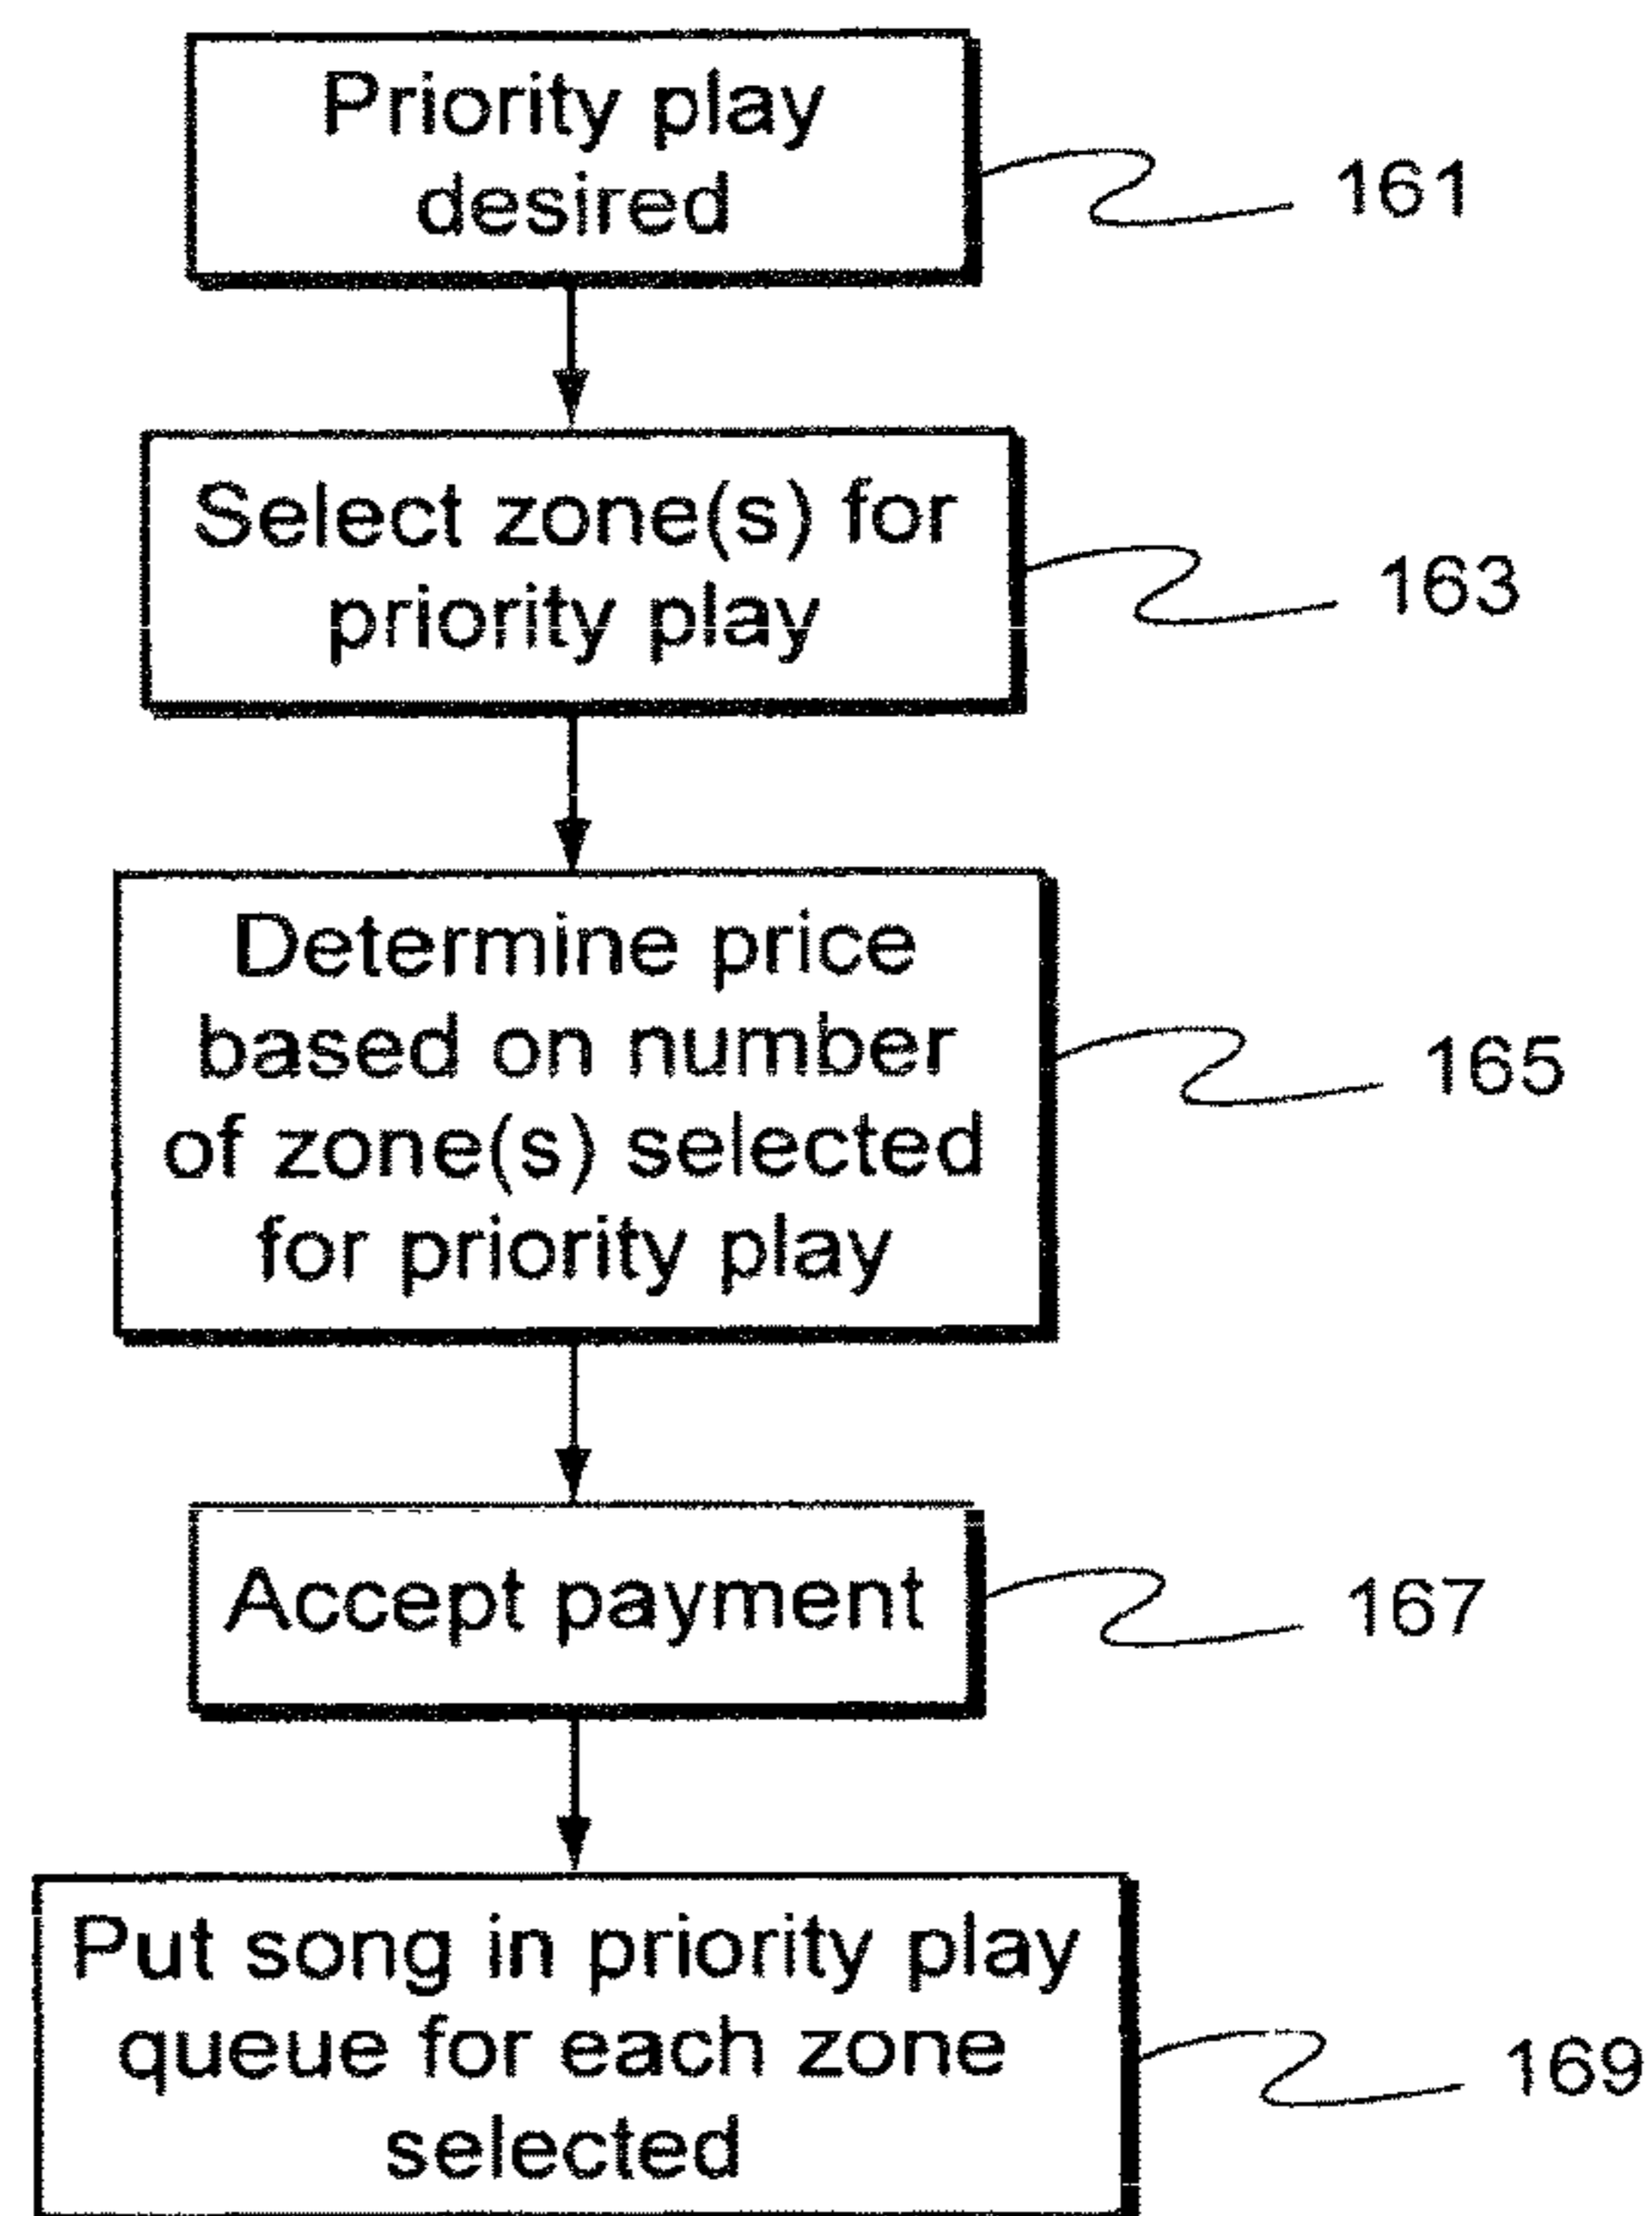 Priority play
desired
161
Select zone(s) for
priority play
163
Determine price
based on number
of zone(s) selected
for priority play
165
Accept payment
167
Put song in priority play
queue for each zone
selected
169